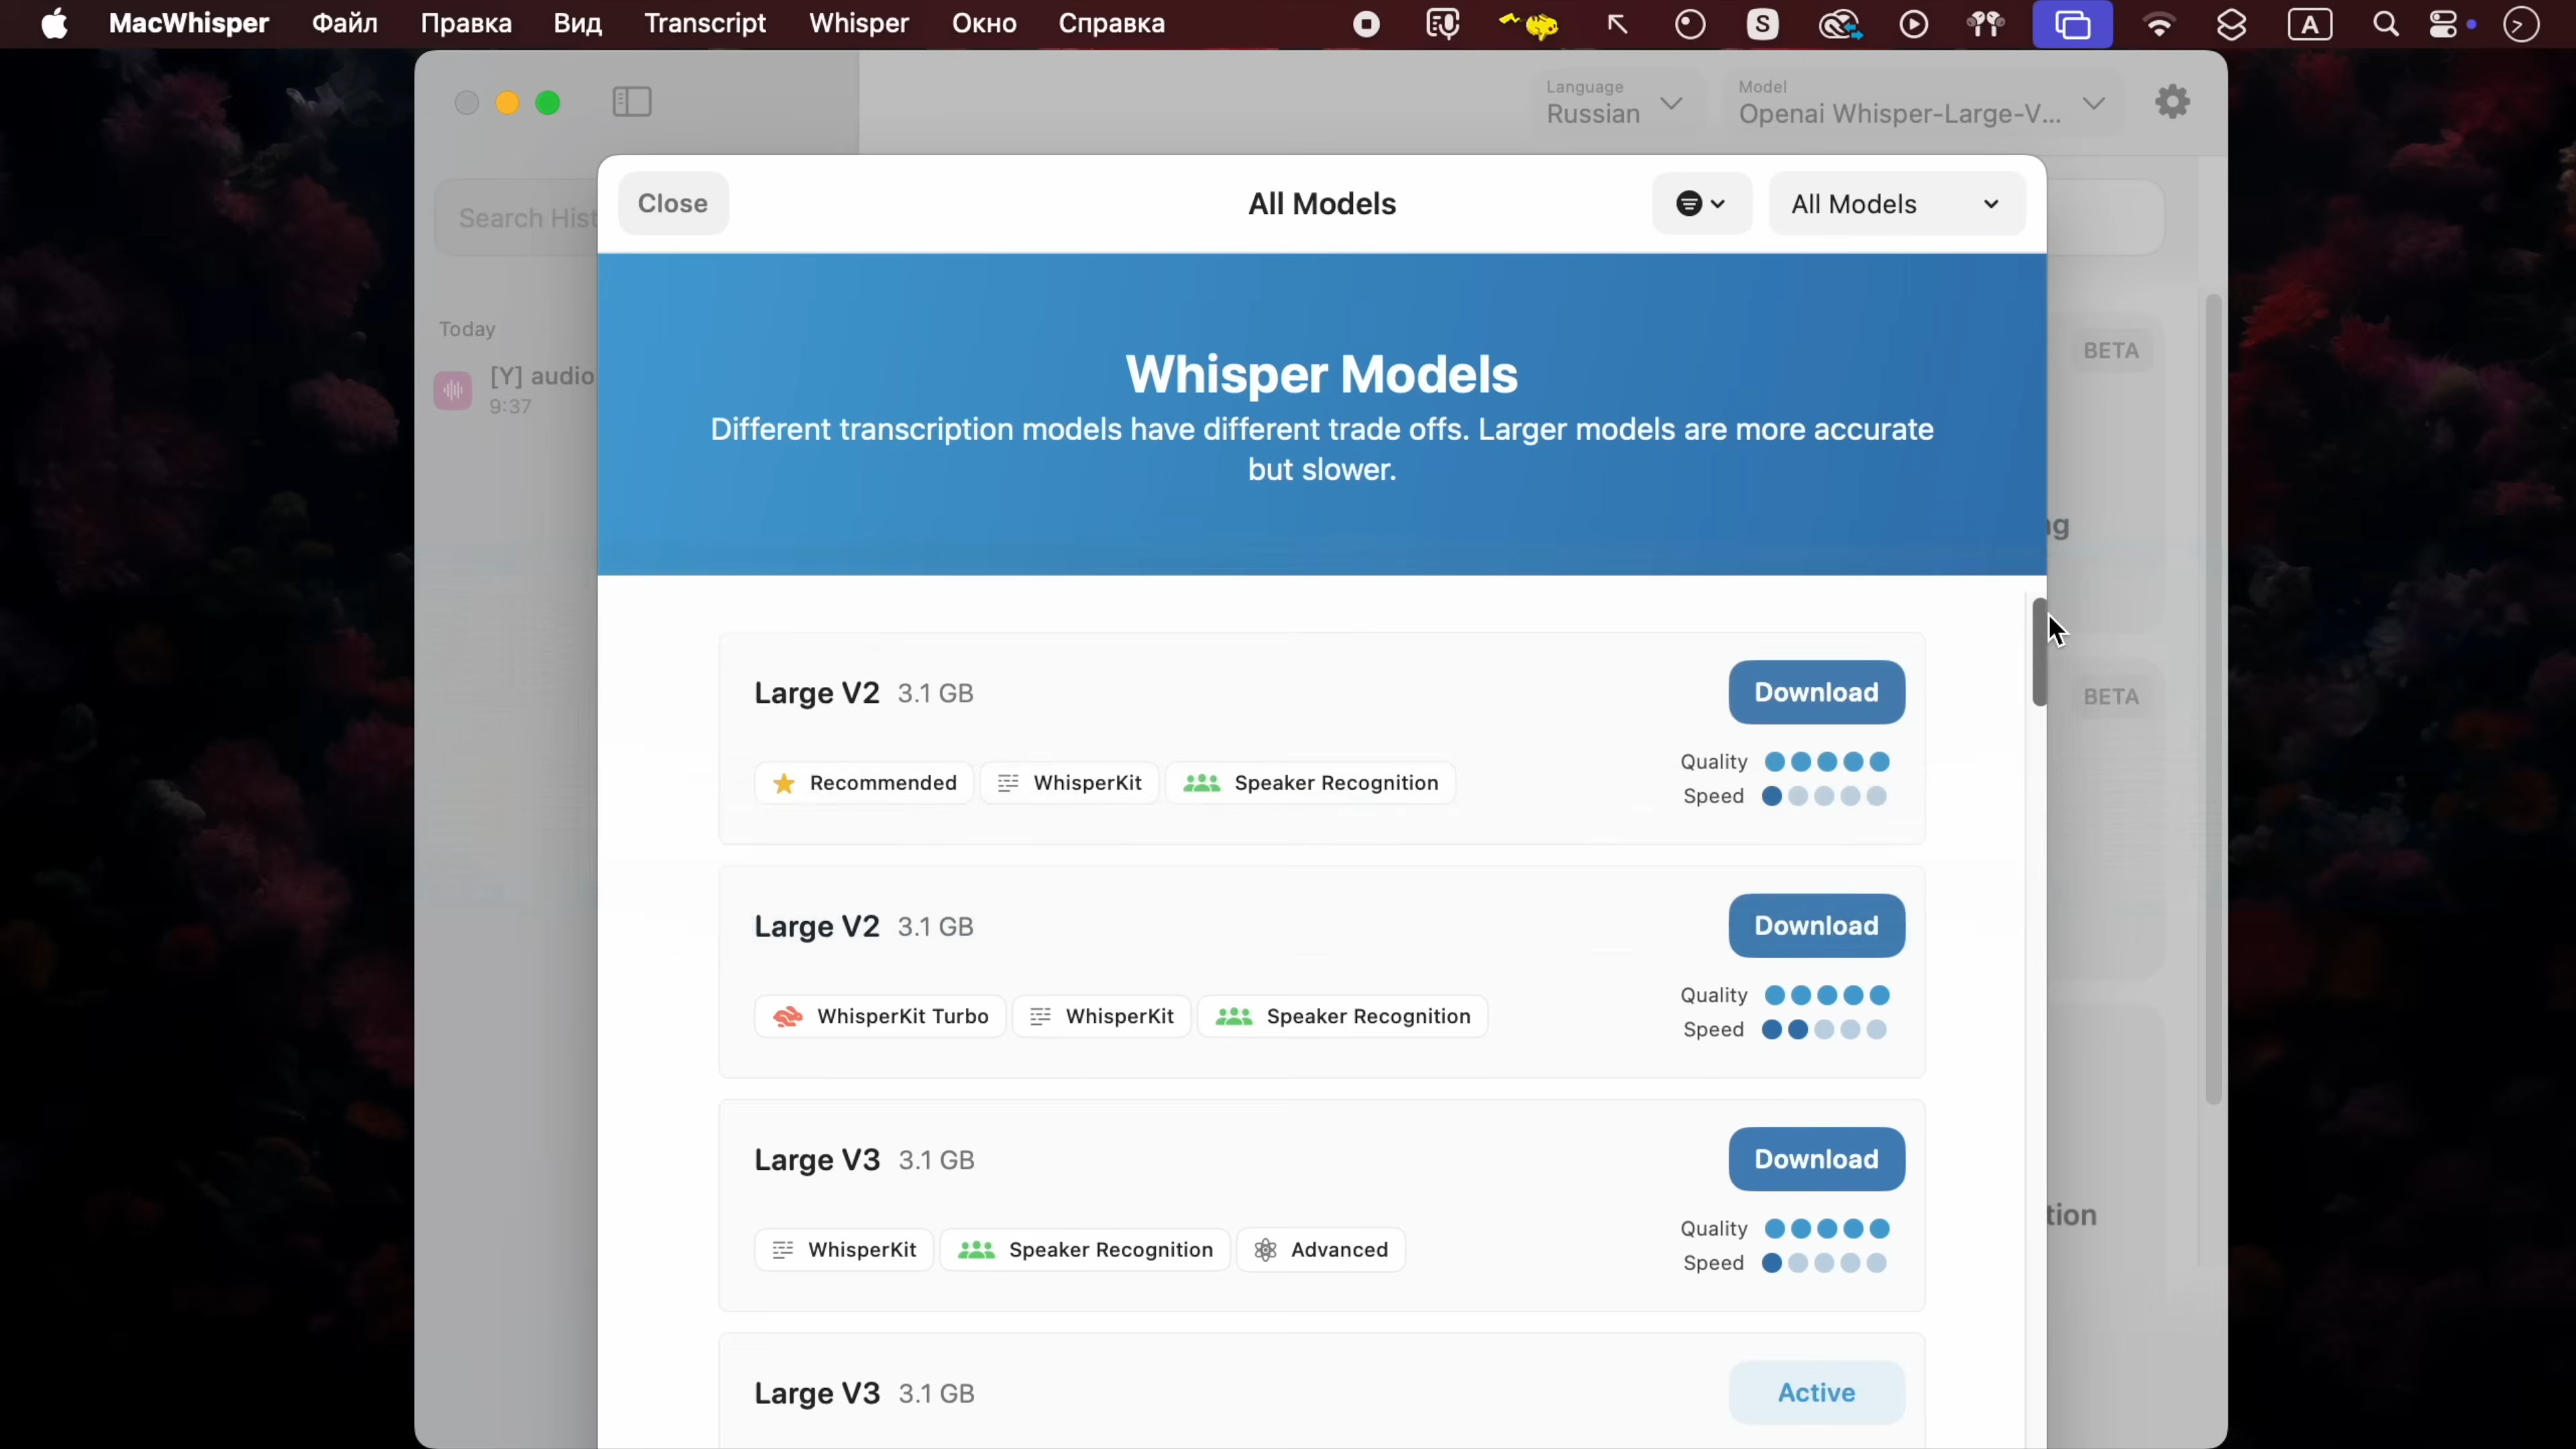 MacWhisper Файл Правка Вид Transcript Whisper Окно Справка
S A
Language
Russian
Model
Openai Whisper-Large-V...
Search Hist
Close
All Models
All Models
Today
[Y] audio
9:37
BETA
Whisper Models
Different transcription models have different trade offs. Larger models are more accurate
but slower.
ng
BETA
Large V2 3.1 GB
Download
Recommended WhisperKit Speaker Recognition
Quality
Speed
Large V2 3.1 GB
Download
WhisperKit Turbo WhisperKit Speaker Recognition
Quality
Speed
Large V3 3.1 GB
Download
WhisperKit Speaker Recognition Advanced
Quality
Speed
tion
Large V3 3.1 GB
Active